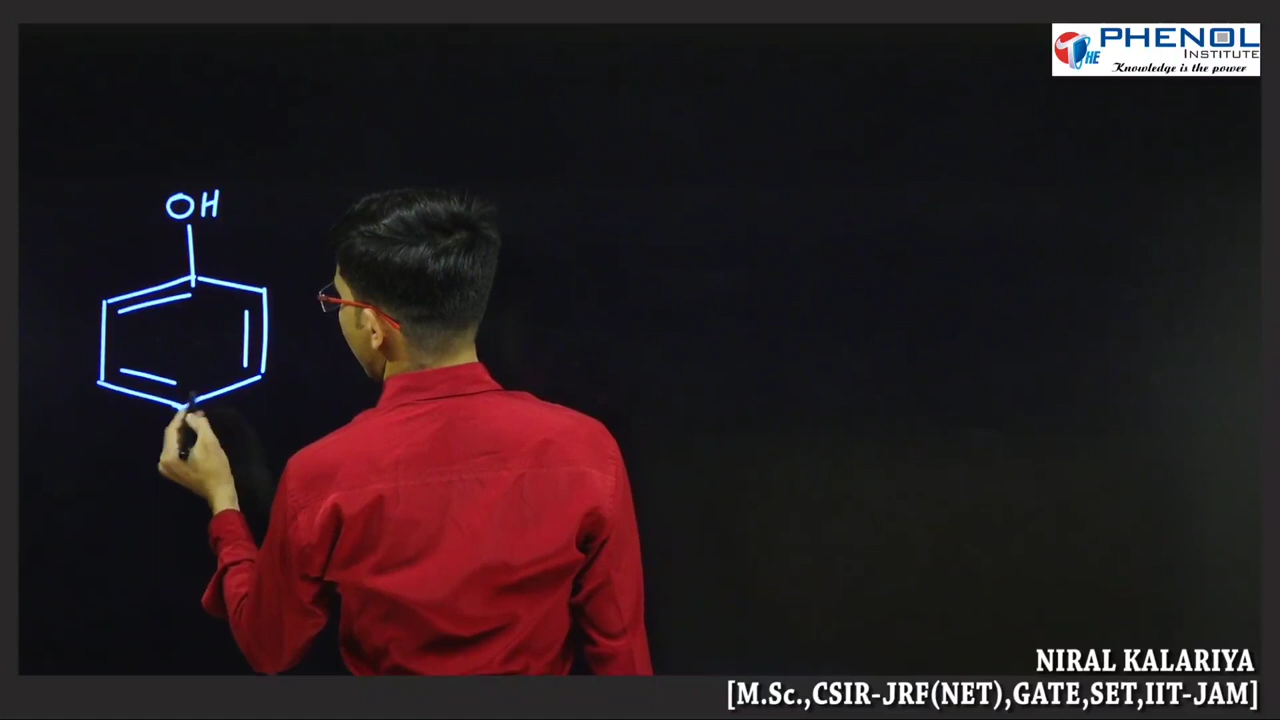 PHENOL
THE
INSTITUTE
Knowledge is the power
OH
NIRAL KALARIYA
[M.Sc.,CSIR-JRF(NET),GATE,SET,IIT-JAM]